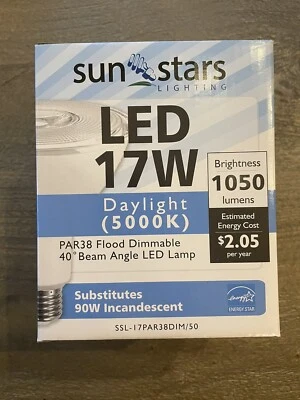 sun stars
LIGHTING
LED
17W
Daylight
(5000K)
PAR38 Flood Dimmable
40° Beam Angle LED Lamp
Brightness
1050
lumens
Estimated
Energy Cost
$2.05
per year
Substitutes
90W Incandescent
energy
ENERGY STAR
SSL-17PAR38DIM/50